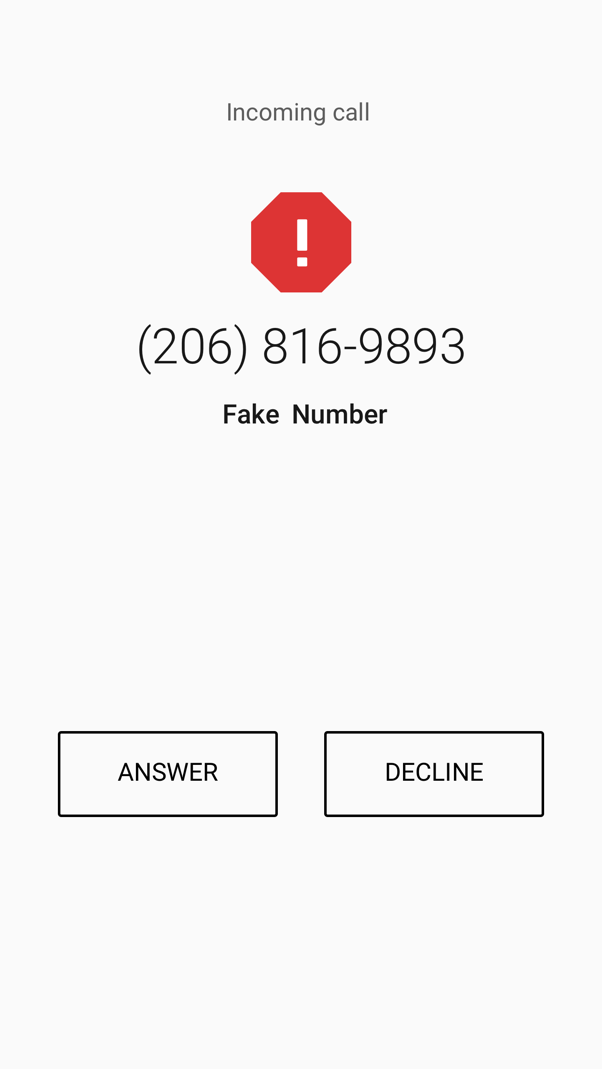 Incoming call
!
(206) 816-9893
Fake Number
ANSWER DECLINE